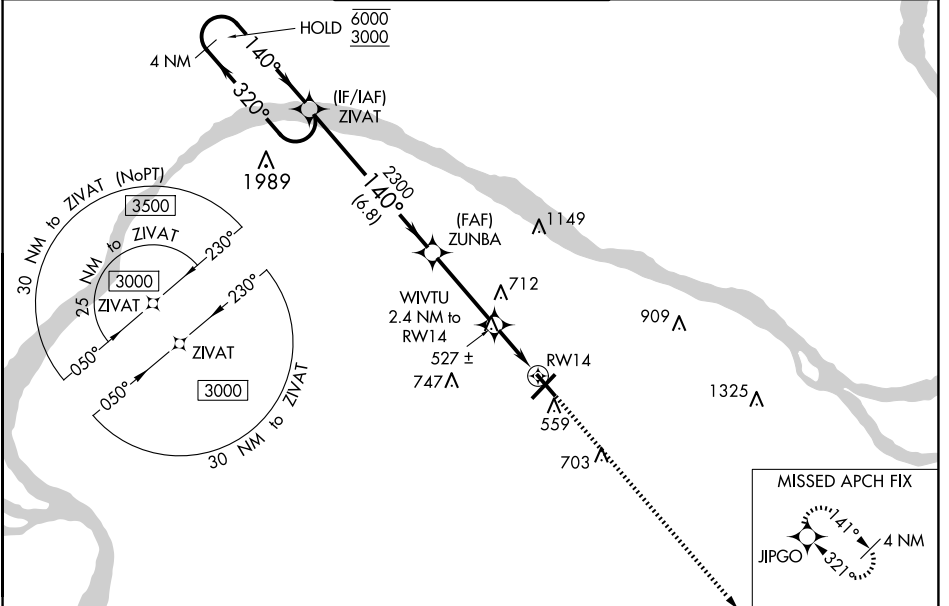 HOLD
6000
3000
4 NM
140°
320°
(IF/IAF)
ZIVAT
1989
2300
140°
(6.8)
30 NM to ZIVAT (NoPT)
3500
25 NM to ZIVAT
3000
ZIVAT
230°
050°
230°
ZIVAT
050°
3000
30 NM to ZIVAT
(FAF)
ZUNBA
1149
712
WIVTU
2.4 NM to
RW14
527 ±
747
909
RW14
1325
559
703
MISSED APCH FIX
141°
4 NM
JIPGO
321°